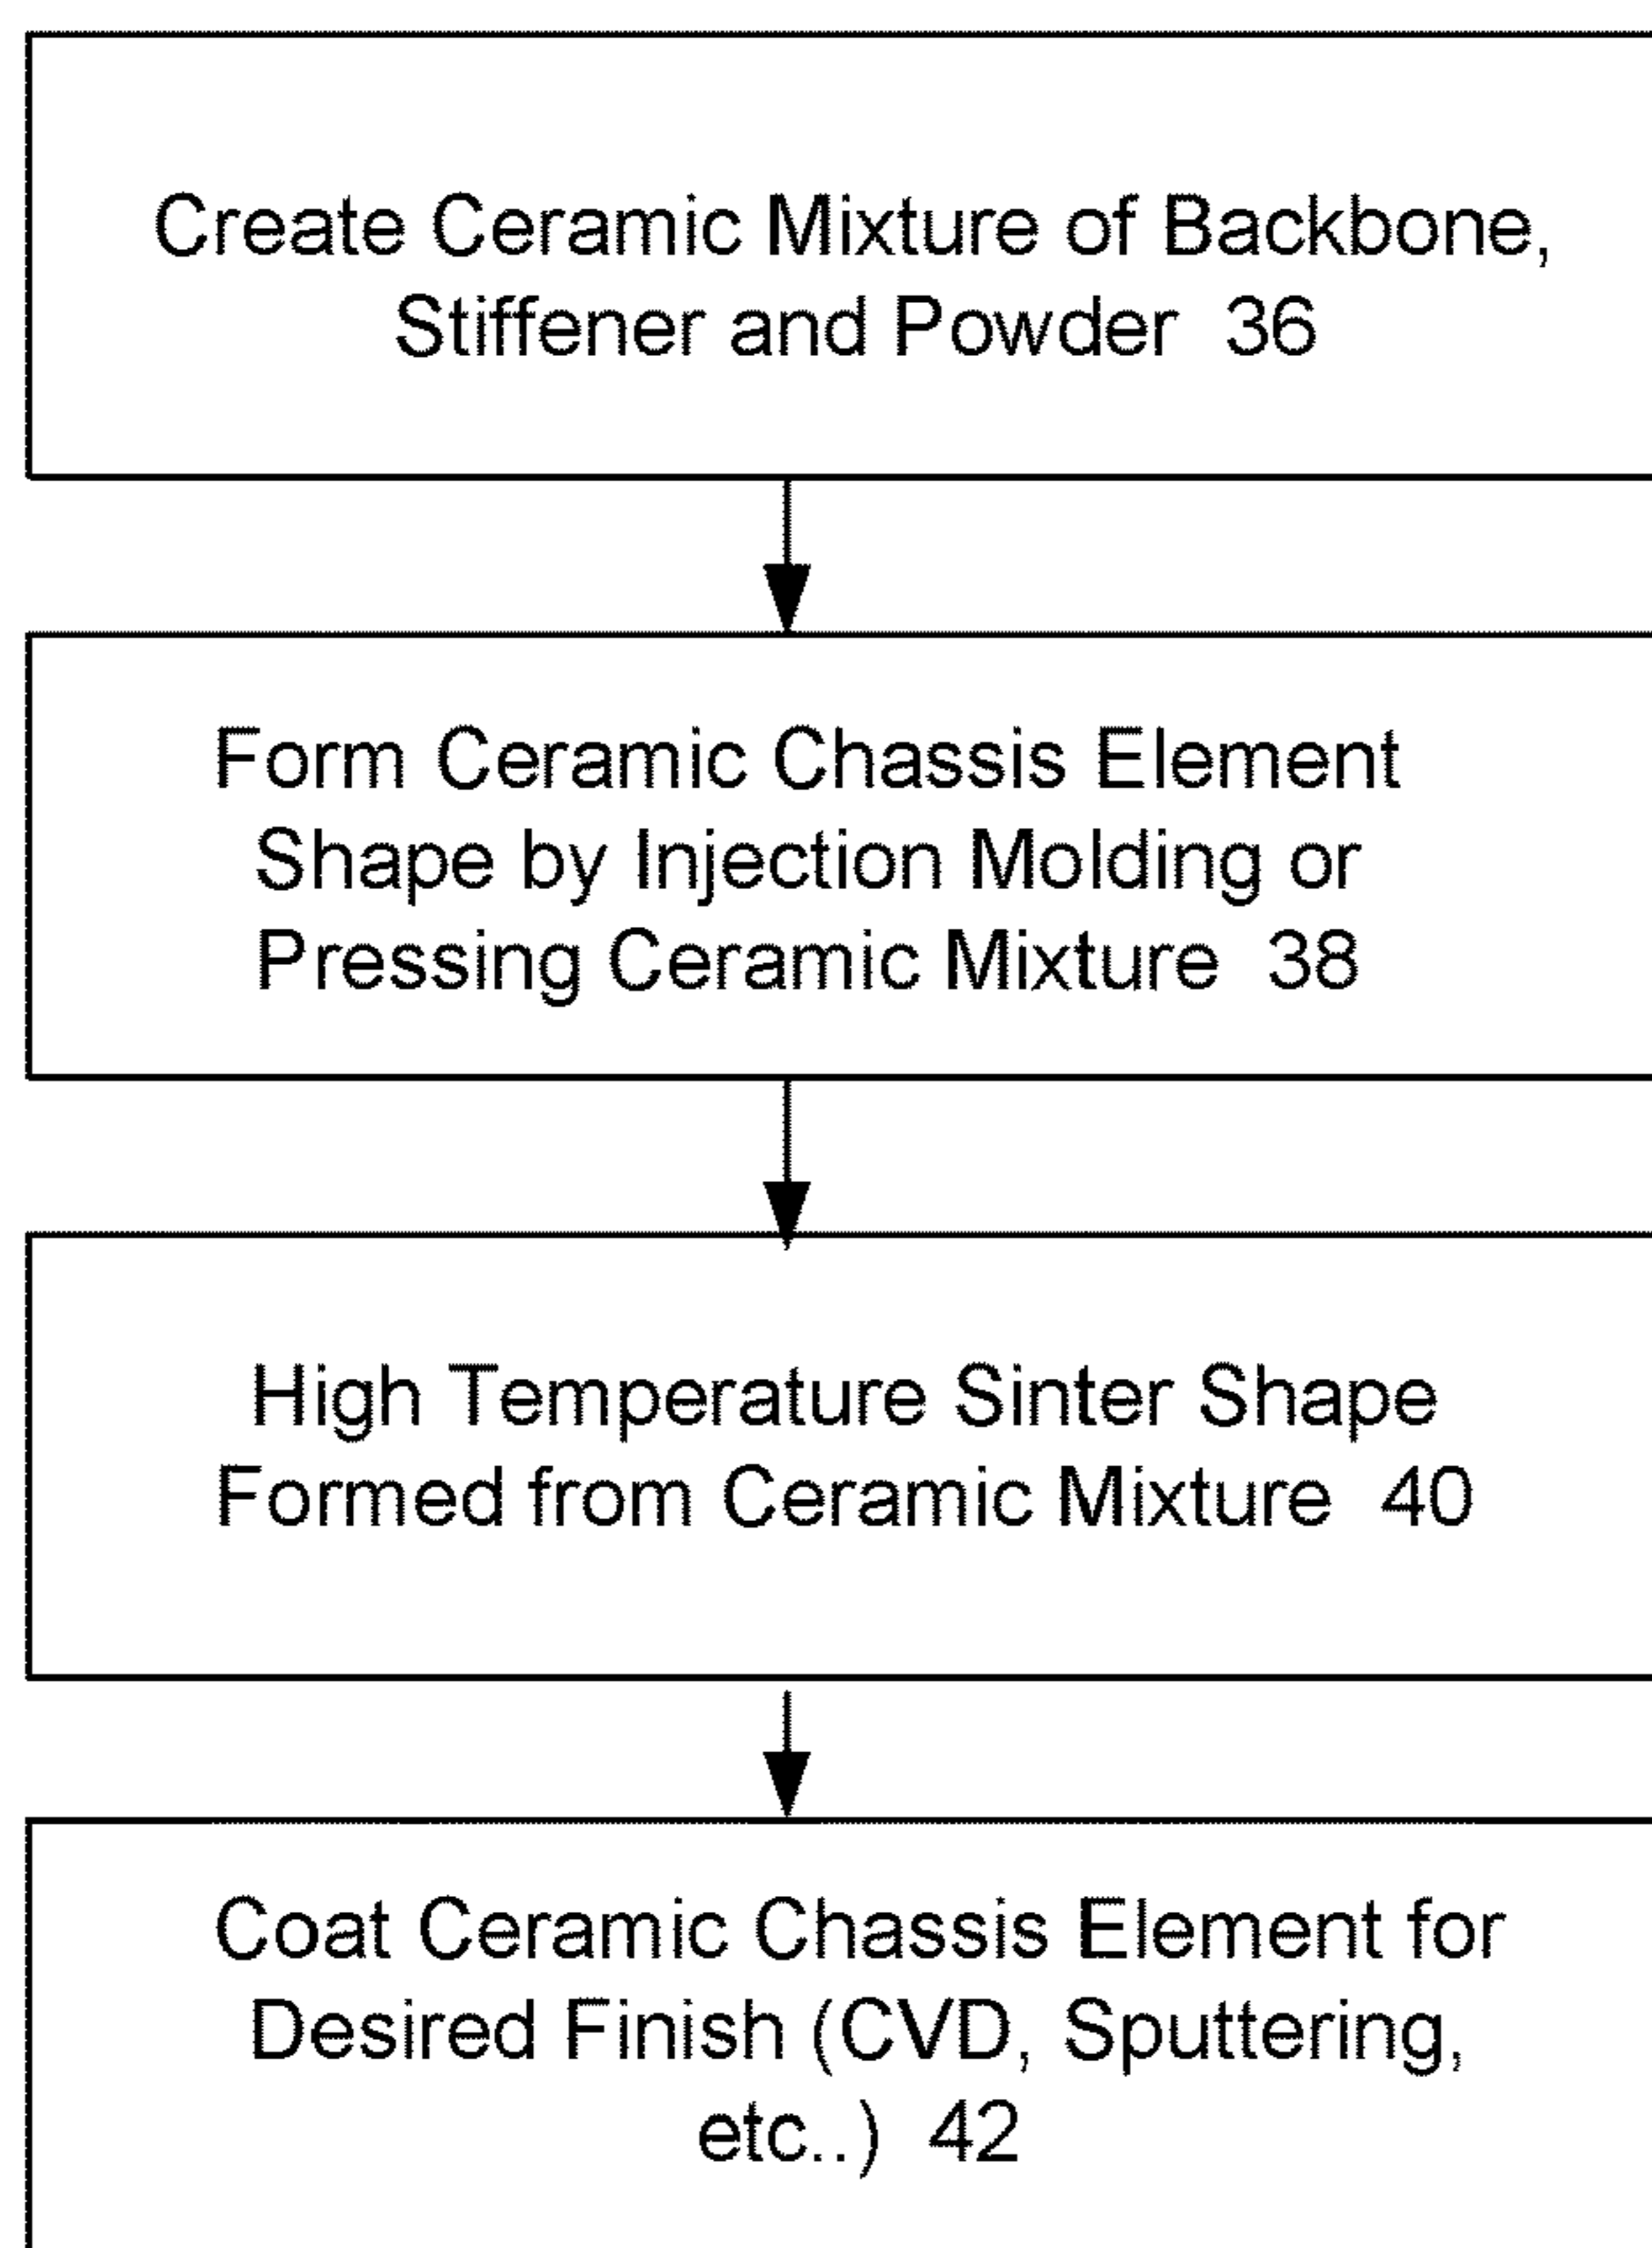 Create Ceramic Mixture of Backbone,
Stiffener and Powder 36
Form Ceramic Chassis Element
Shape by Injection Molding or
Pressing Ceramic Mixture 38
High Temperature Sinter Shape
Formed from Ceramic Mixture 40
Coat Ceramic Chassis Element for
Desired Finish (CVD, Sputtering,
etc..) 42